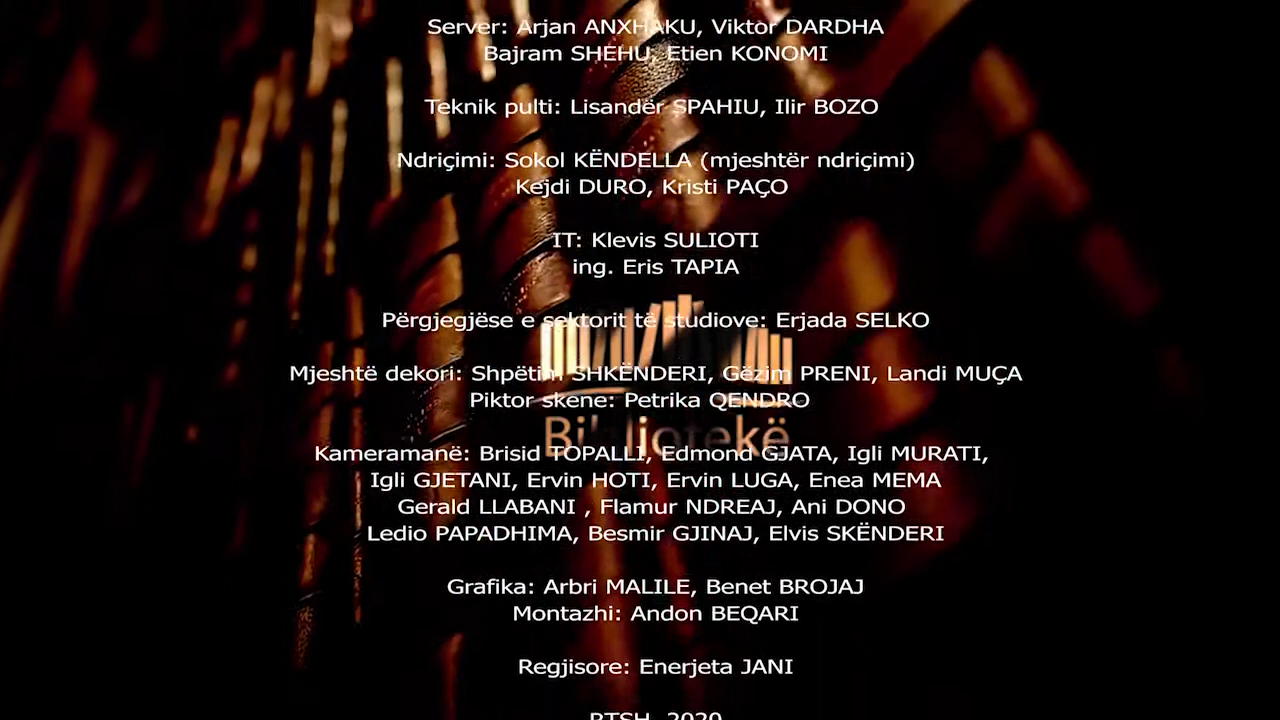 Server: Arjan ANXHAKU, Viktor DARDHA
Bajram SHEHU, Etien KONOMI
Teknik pulti: Lisandër SPAHIU, Ilir BOZO
Ndriçimi: Sokol KËNDELLA (mjeshtër ndriçimi)
Kejdi DURO, Kristi PAÇO
IT: Klevis SULIOTI
ing. Eris TAPIA
Përgjegjëse e sektorit të studiove: Erjada SELKO
Mjeshtë dekori: Shpëtim SHKËNDERI, Gëzim PRENI, Landi MUÇA
Piktor skene: Petrika QENDRO
Bibliotekë
Kameramanë: Brisid TOPALLI, Edmond GJATA, Igli MURATI,
Igli GJETANI, Ervin HOTI, Ervin LUGA, Enea MEMA
Gerald LLABANI , Flamur NDREAJ, Ani DONO
Ledio PAPADHIMA, Besmir GJINAJ, Elvis SKËNDERI
Grafika: Arbri MALILE, Benet BROJAJ
Montazhi: Andon BEQARI
Regjisore: Enerjeta JANI
RTSH, 2020